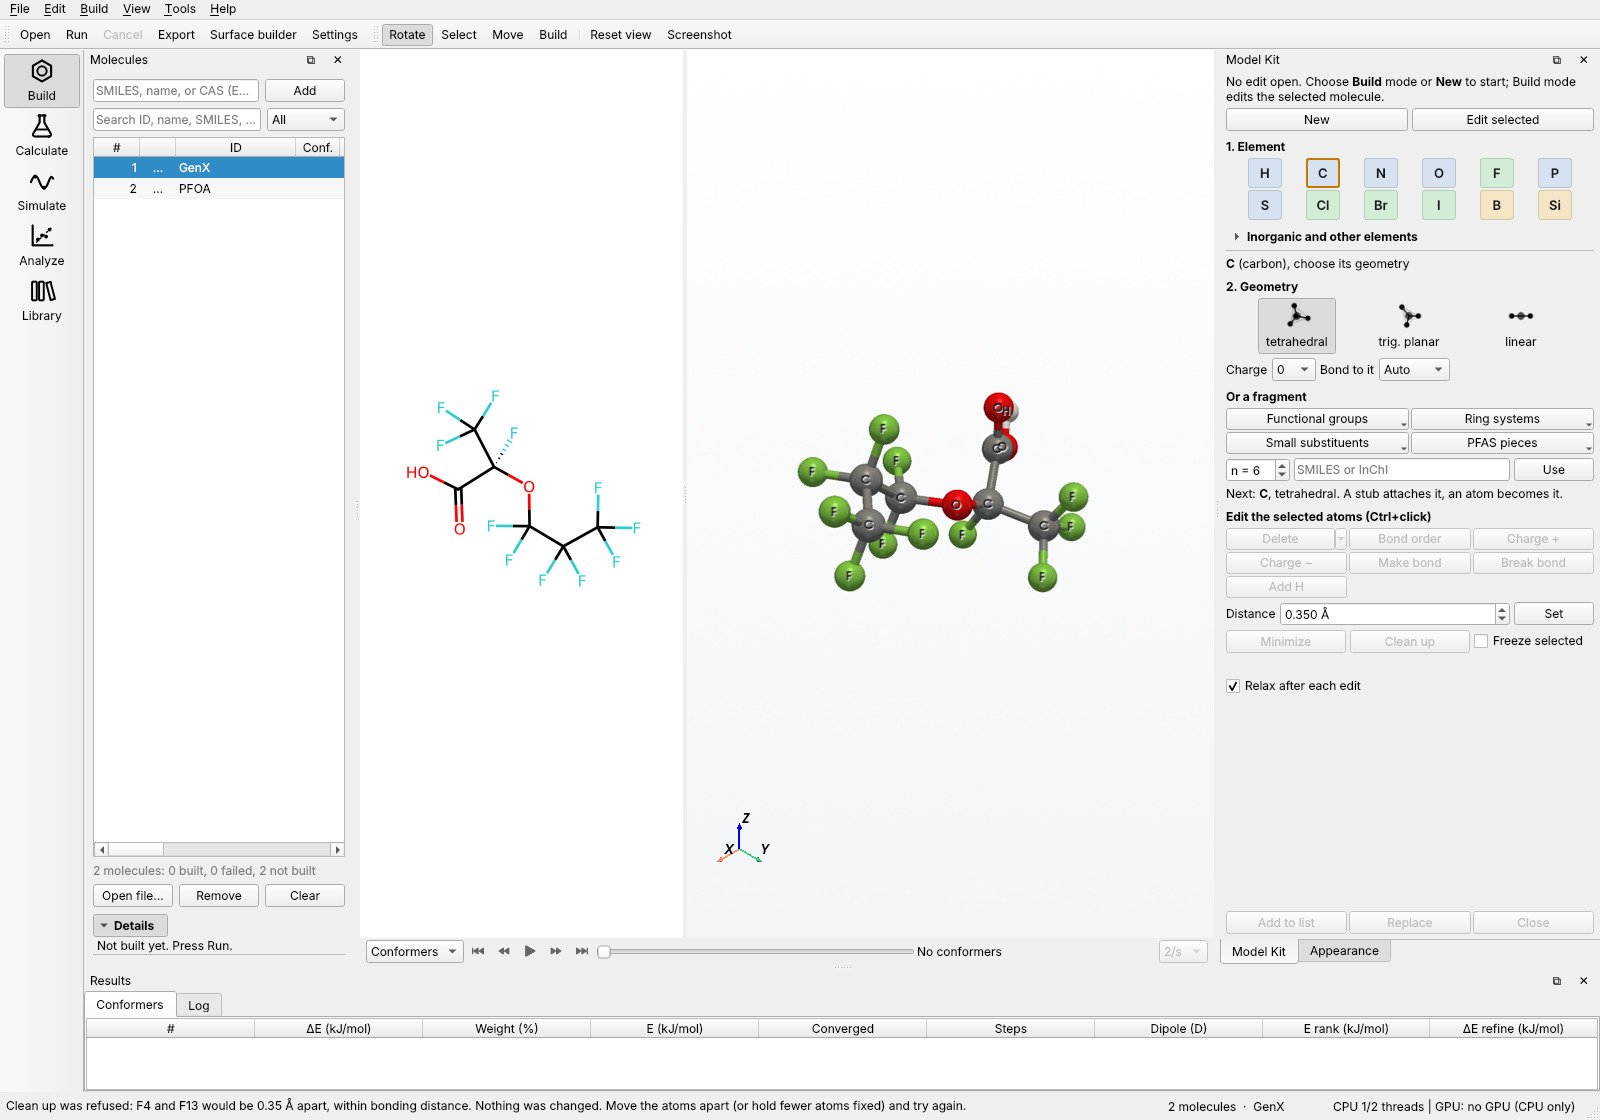 File Edit Build View Tools Help
Open Run Cancel Export Surface builder Settings Rotate Select Move Build Reset view Screenshot
Build
Calculate
Simulate
Analyze
Library
Molecules
SMILES, name, or CAS (E... Add
Search ID, name, SMILES, ... All
# ID Conf.
1 ... GenX
2 ... PFOA
2 molecules: 0 built, 0 failed, 2 not built
Open file... Remove Clear
Details
Not built yet. Press Run.
F F
F F
HO O
O F
F F
F F
F F
F
F F
F O H
F F C O
C C F
F C O C
F F F C F
F
F F
Z
X Y
Conformers No conformers 2/s
Model Kit
No edit open. Choose Build mode or New to start; Build mode
edits the selected molecule.
New Edit selected
1. Element
H C N O F P
S Cl Br I B Si
Inorganic and other elements
C (carbon), choose its geometry
2. Geometry
tetrahedral trig. planar linear
Charge 0 Bond to it Auto
Or a fragment
Functional groups Ring systems
Small substituents PFAS pieces
n = 6 SMILES or InChI Use
Next: C, tetrahedral. A stub attaches it, an atom becomes it.
Edit the selected atoms (Ctrl+click)
Delete Bond order Charge +
Charge − Make bond Break bond
Add H
Distance 0.350 Å Set
Minimize Clean up Freeze selected
Relax after each edit
Add to list Replace Close
Model Kit Appearance
Results
Conformers Log
# ΔE (kJ/mol) Weight (%) E (kJ/mol) Converged Steps Dipole (D) E rank (kJ/mol) ΔE refine (kJ/mol)
Clean up was refused: F4 and F13 would be 0.35 Å apart, within bonding distance. Nothing was changed. Move the atoms apart (or hold fewer atoms fixed) and try again. 2 molecules · GenX CPU 1/2 threads | GPU: no GPU (CPU only)